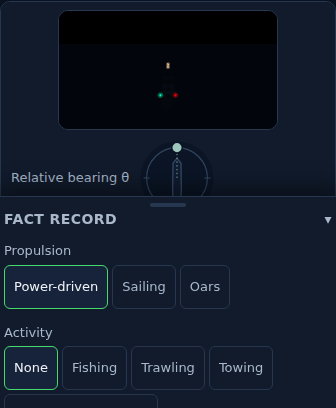 Relative bearing θ
FACT RECORD ▼
Propulsion
Power-driven Sailing Oars
Activity
None Fishing Trawling Towing